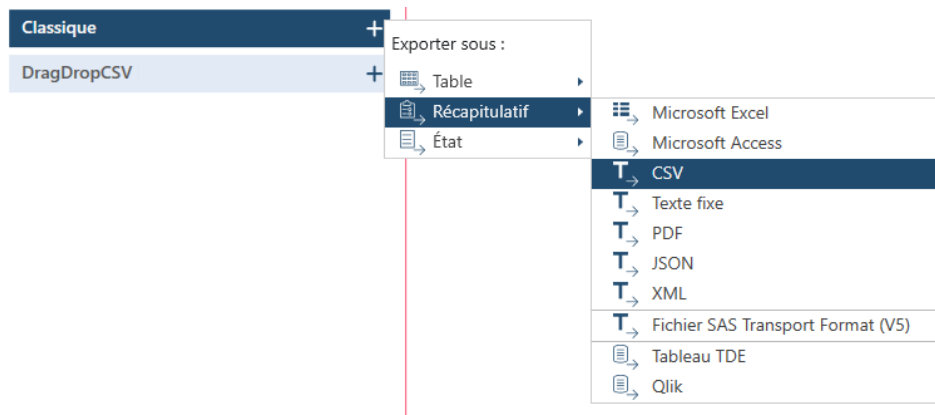 Classique
DragDropCSV
Exporter sous :
Table
Récapitulatif
État
Microsoft Excel
Microsoft Access
CSV
Texte fixe
PDF
JSON
XML
Fichier SAS Transport Format (V5)
Tableau TDE
Qlik